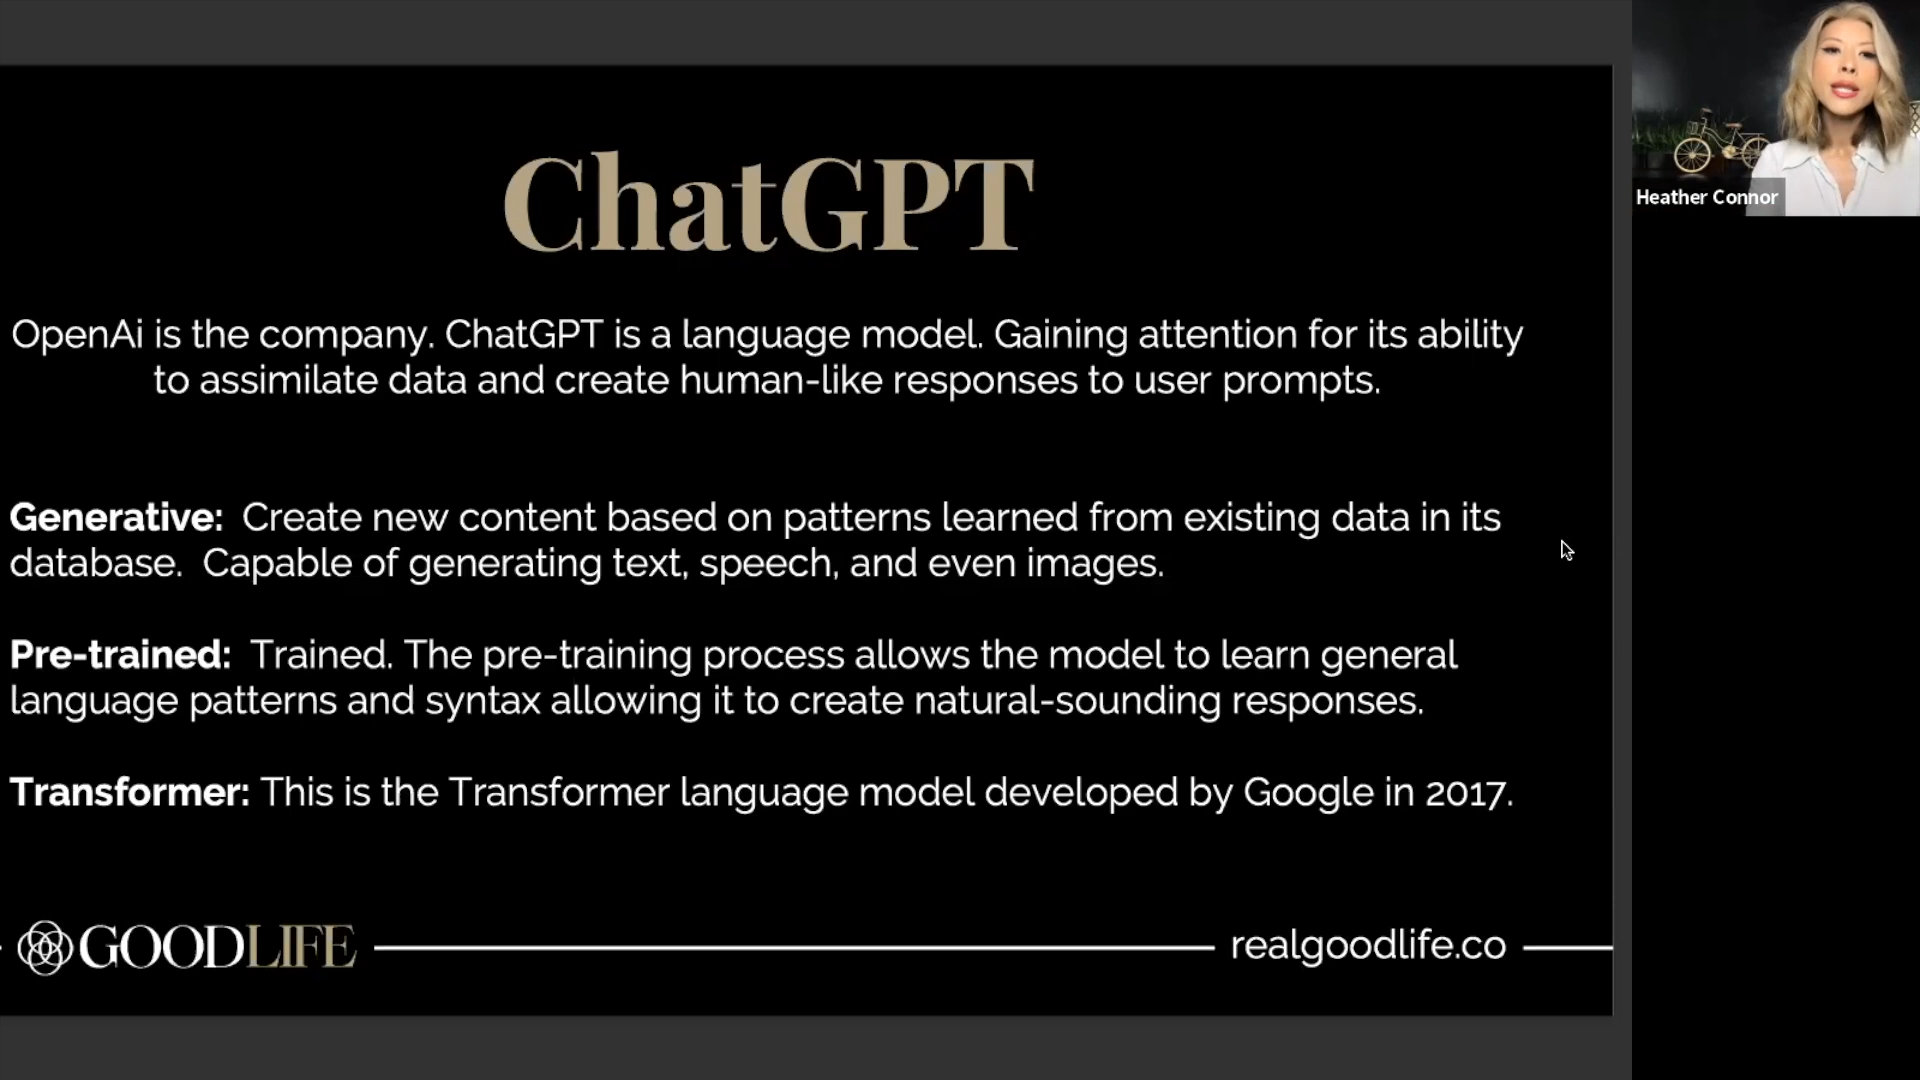 ChatGPT
OpenAi is the company. ChatGPT is a language model. Gaining attention for its ability
to assimilate data and create human-like responses to user prompts.
Generative:  Create new content based on patterns learned from existing data in its
database.  Capable of generating text, speech, and even images.
Pre-trained:  Trained. The pre-training process allows the model to learn general
language patterns and syntax allowing it to create natural-sounding responses.
Transformer: This is the Transformer language model developed by Google in 2017.
GOODLIFE
realgoodlife.co
Heather Connor